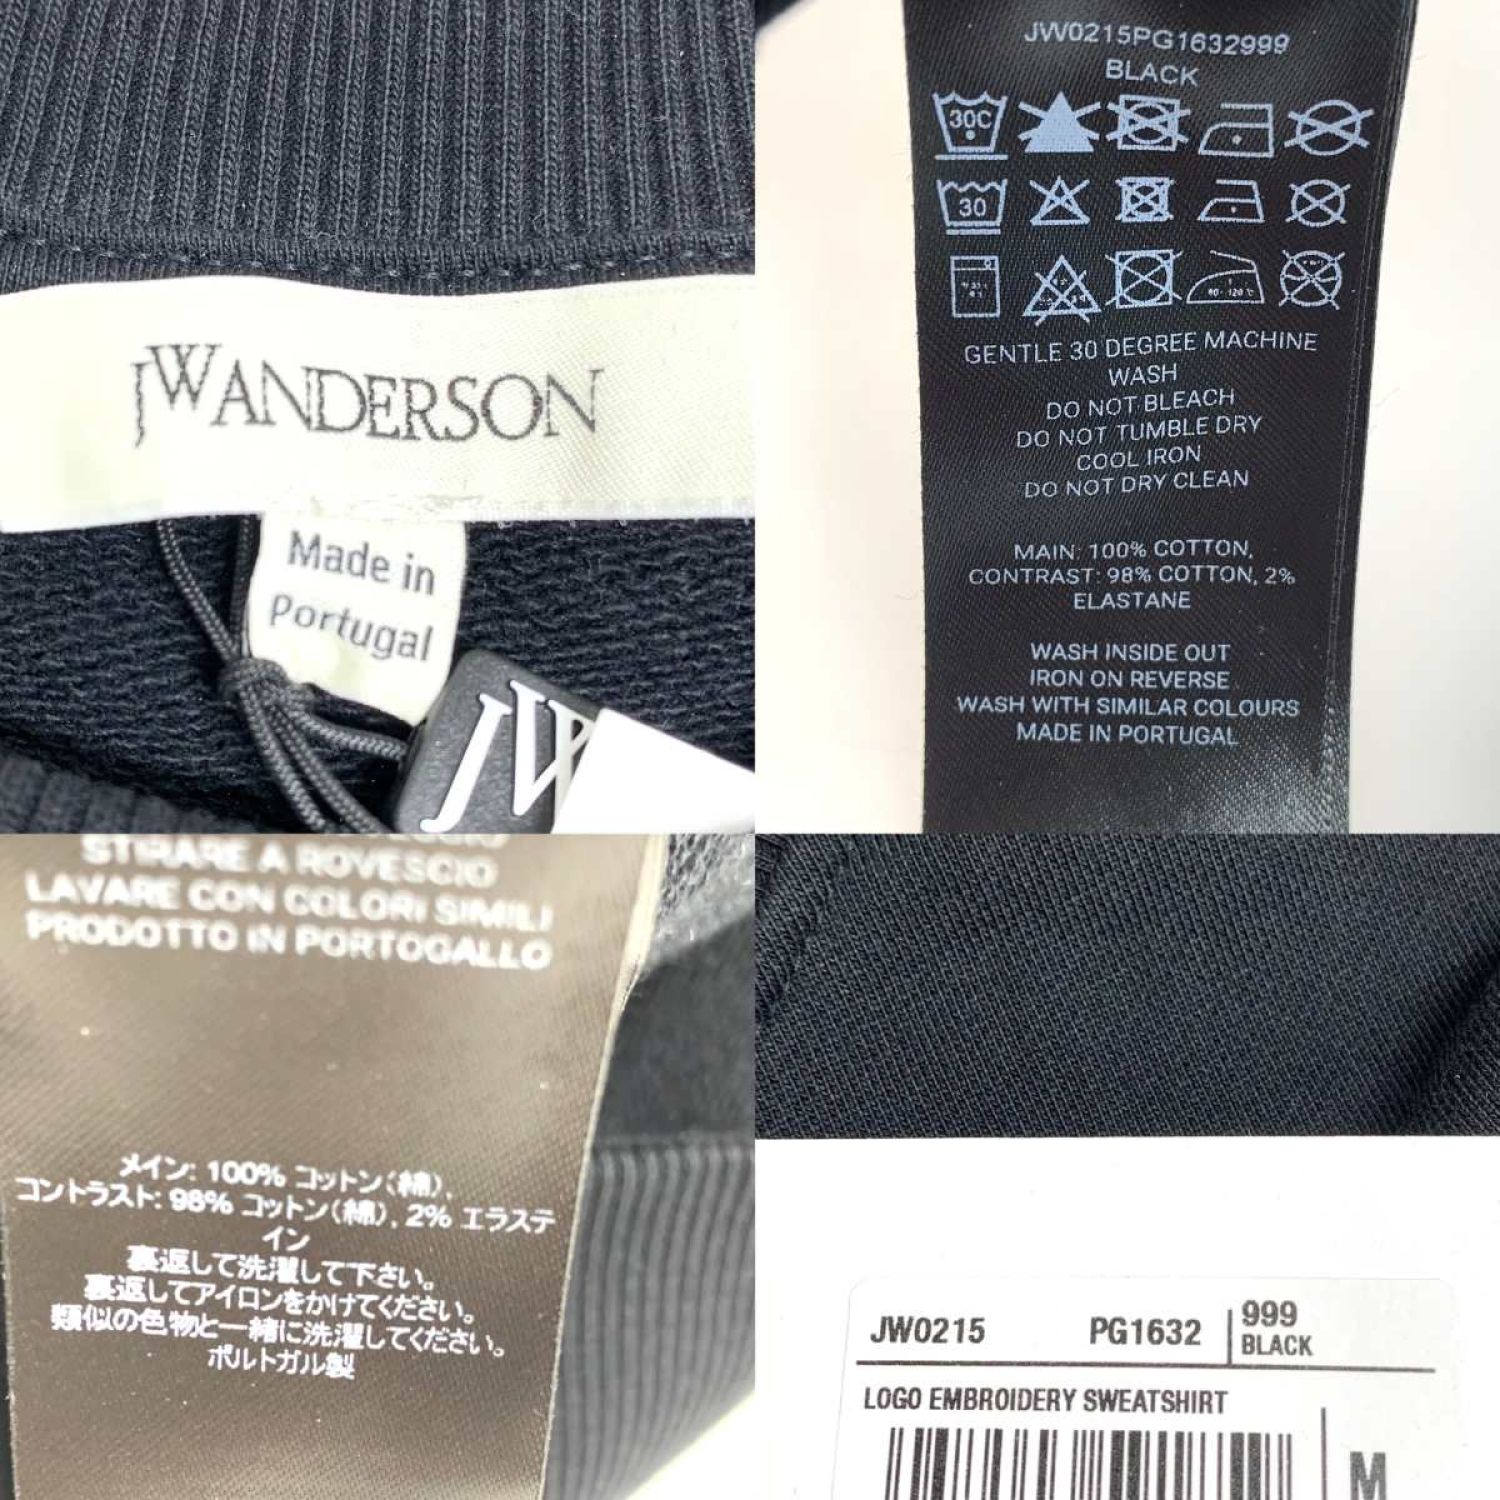 JWANDERSON
Made in
Portugal
JW
JW0215PG1632999
BLACK
30C
30
GENTLE 30 DEGREE MACHINE
WASH
DO NOT BLEACH
DO NOT TUMBLE DRY
COOL IRON
DO NOT DRY CLEAN
MAIN: 100% COTTON,
CONTRAST: 98% COTTON, 2%
ELASTANE
WASH INSIDE OUT
IRON ON REVERSE
WASH WITH SIMILAR COLOURS
MADE IN PORTUGAL
STIRARE A ROVESCIO
LAVARE CON COLORI SIMILI
PRODOTTO IN PORTOGALLO
メイン: 100% コットン(綿),
コントラスト: 98% コットン(綿), 2% エラステ
イン
裏返して洗濯して下さい。
裏返してアイロンをかけてください。
類似の色物と一緒に洗濯してください。
ポルトガル製
JW0215 PG1632 999
BLACK
LOGO EMBROIDERY SWEATSHIRT
M